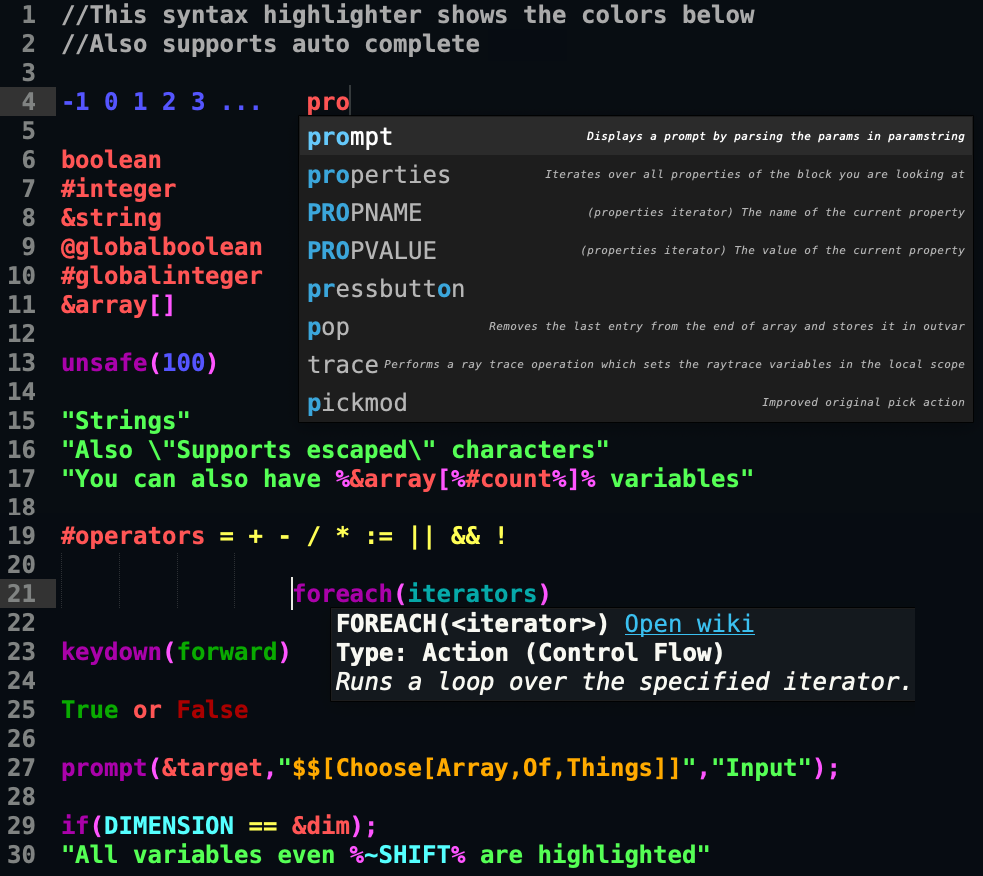 1 //This syntax highlighter shows the colors below
2 //Also supports auto complete
3
4 -1 0 1 2 3 ... pro
5
prompt Displays a prompt by parsing the params in paramstring
6 boolean
properties Iterates over all properties of the block you are looking at
7 #integer
8 &string
PROPNAME (properties iterator) The name of the current property
9 @globalboolean
PROPVALUE (properties iterator) The value of the current property
10 #globalinteger
pressbutton
11 &array[]
12
pop Removes the last entry from the end of array and stores it in outvar
13 unsafe(100)
trace Performs a ray trace operation which sets the raytrace variables in the local scope
14
pickmod Improved original pick action
15 "Strings"
16 "Also \"Supports escaped\" characters"
17 "You can also have %&array[%#count%]% variables"
18
19 #operators = + - / * := || && !
20
21 foreach(iterators)
22
FOREACH(<iterator>) Open wiki
23 keydown(forward)
Type: Action (Control Flow)
24
Runs a loop over the specified iterator.
25 True or False
26
27 prompt(&target,"$$[Choose[Array,Of,Things]]","Input");
28
29 if(DIMENSION == &dim);
30 "All variables even %~SHIFT% are highlighted"